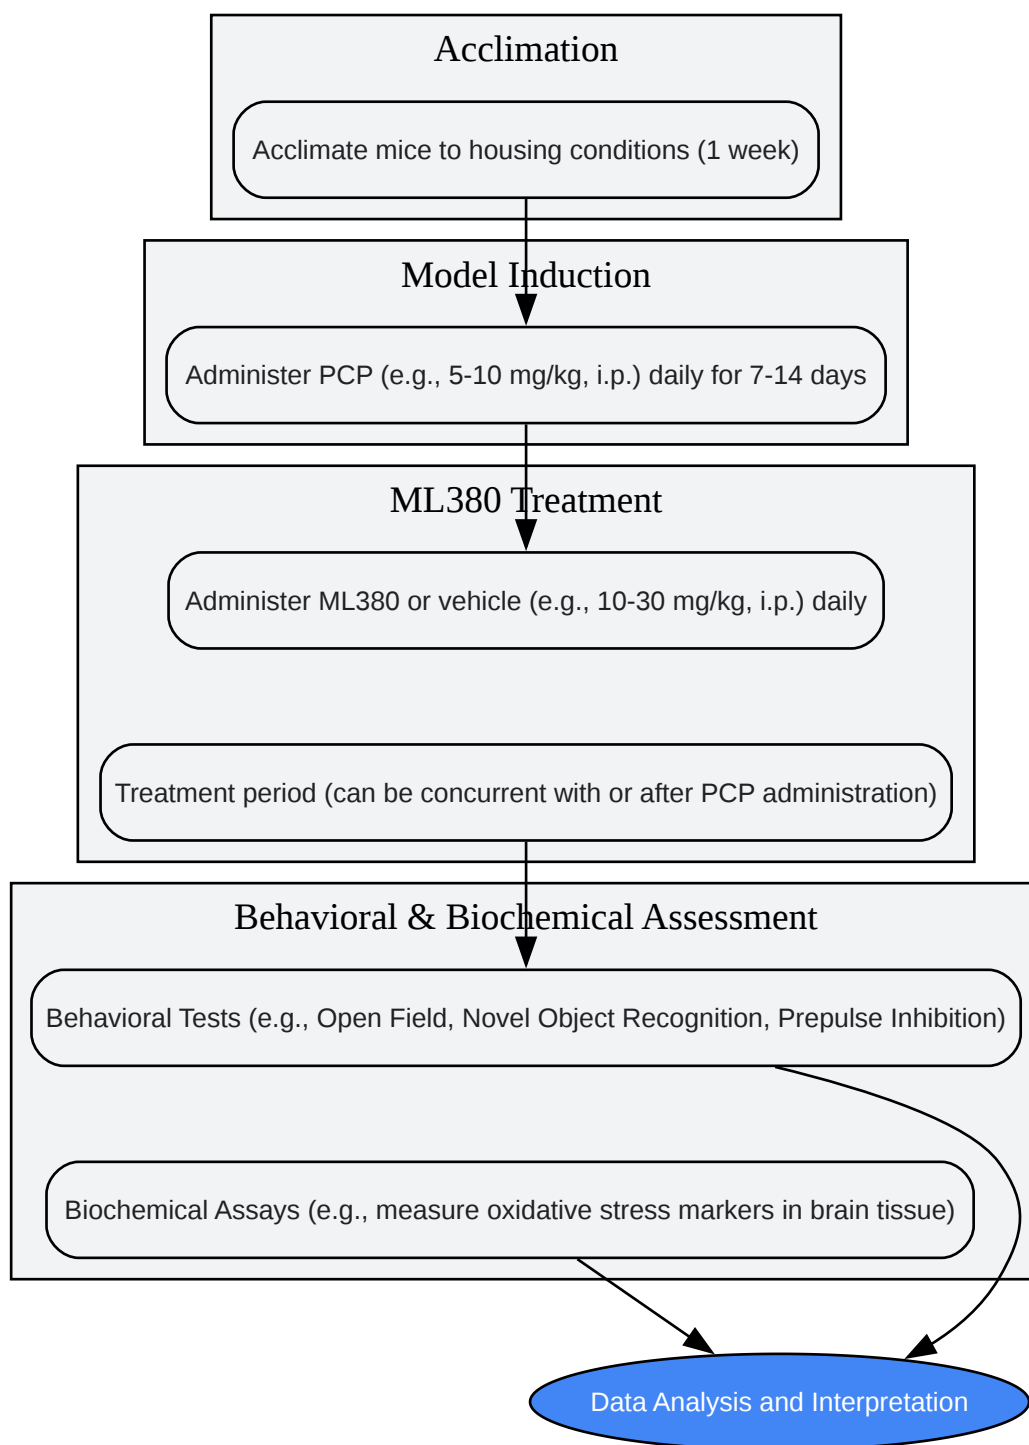 Acclimation
Acclimate mice to housing conditions (1 week)
Model Induction
Administer PCP (e.g., 5-10 mg/kg, i.p.) daily for 7-14 days
ML380 Treatment
Administer ML380 or vehicle (e.g., 10-30 mg/kg, i.p.) daily
Treatment period (can be concurrent with or after PCP administration)
Behavioral & Biochemical Assessment
Behavioral Tests (e.g., Open Field, Novel Object Recognition, Prepulse Inhibition)
Biochemical Assays (e.g., measure oxidative stress markers in brain tissue)
Data Analysis and Interpretation